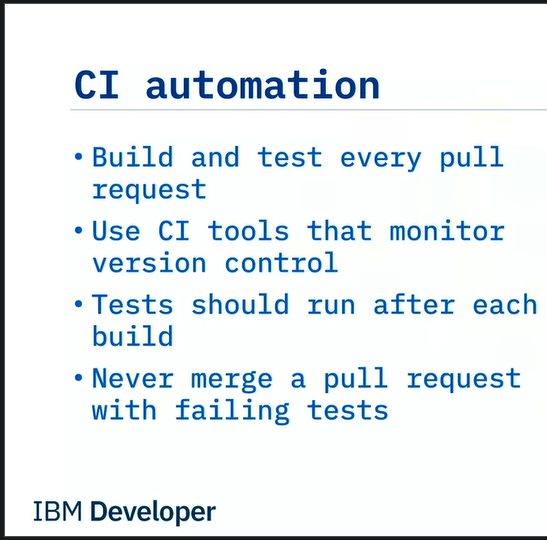 CI automation
• Build and test every pull
request
• Use CI tools that monitor
version control
• Tests should run after each
build
• Never merge a pull request
with failing tests
IBM Developer